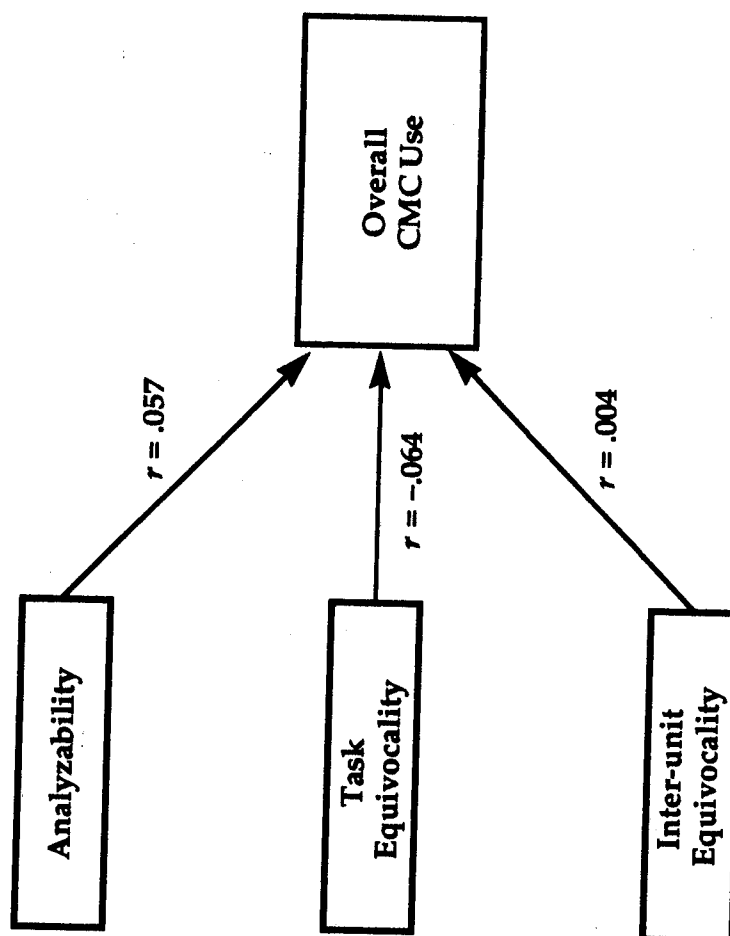 Analyzability
r = .057
Task
Equivocality
r = -.064
Inter-unit
Equivocality
r = .004
Overall
CMC Use